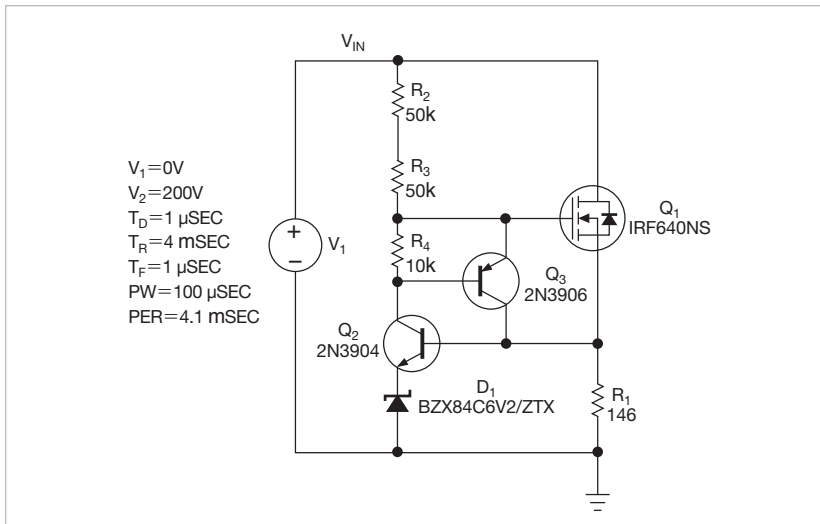 V_IN
R_2
50k
R_3
50k
V_1=0V
V_2=200V
T_D=1 µSEC
T_R=4 mSEC
T_F=1 µSEC
PW=100 µSEC
PER=4.1 mSEC
+
−
V_1
R_4
10k
Q_1
IRF640NS
Q_3
2N3906
Q_2
2N3904
D_1
BZX84C6V2/ZTX
R_1
146